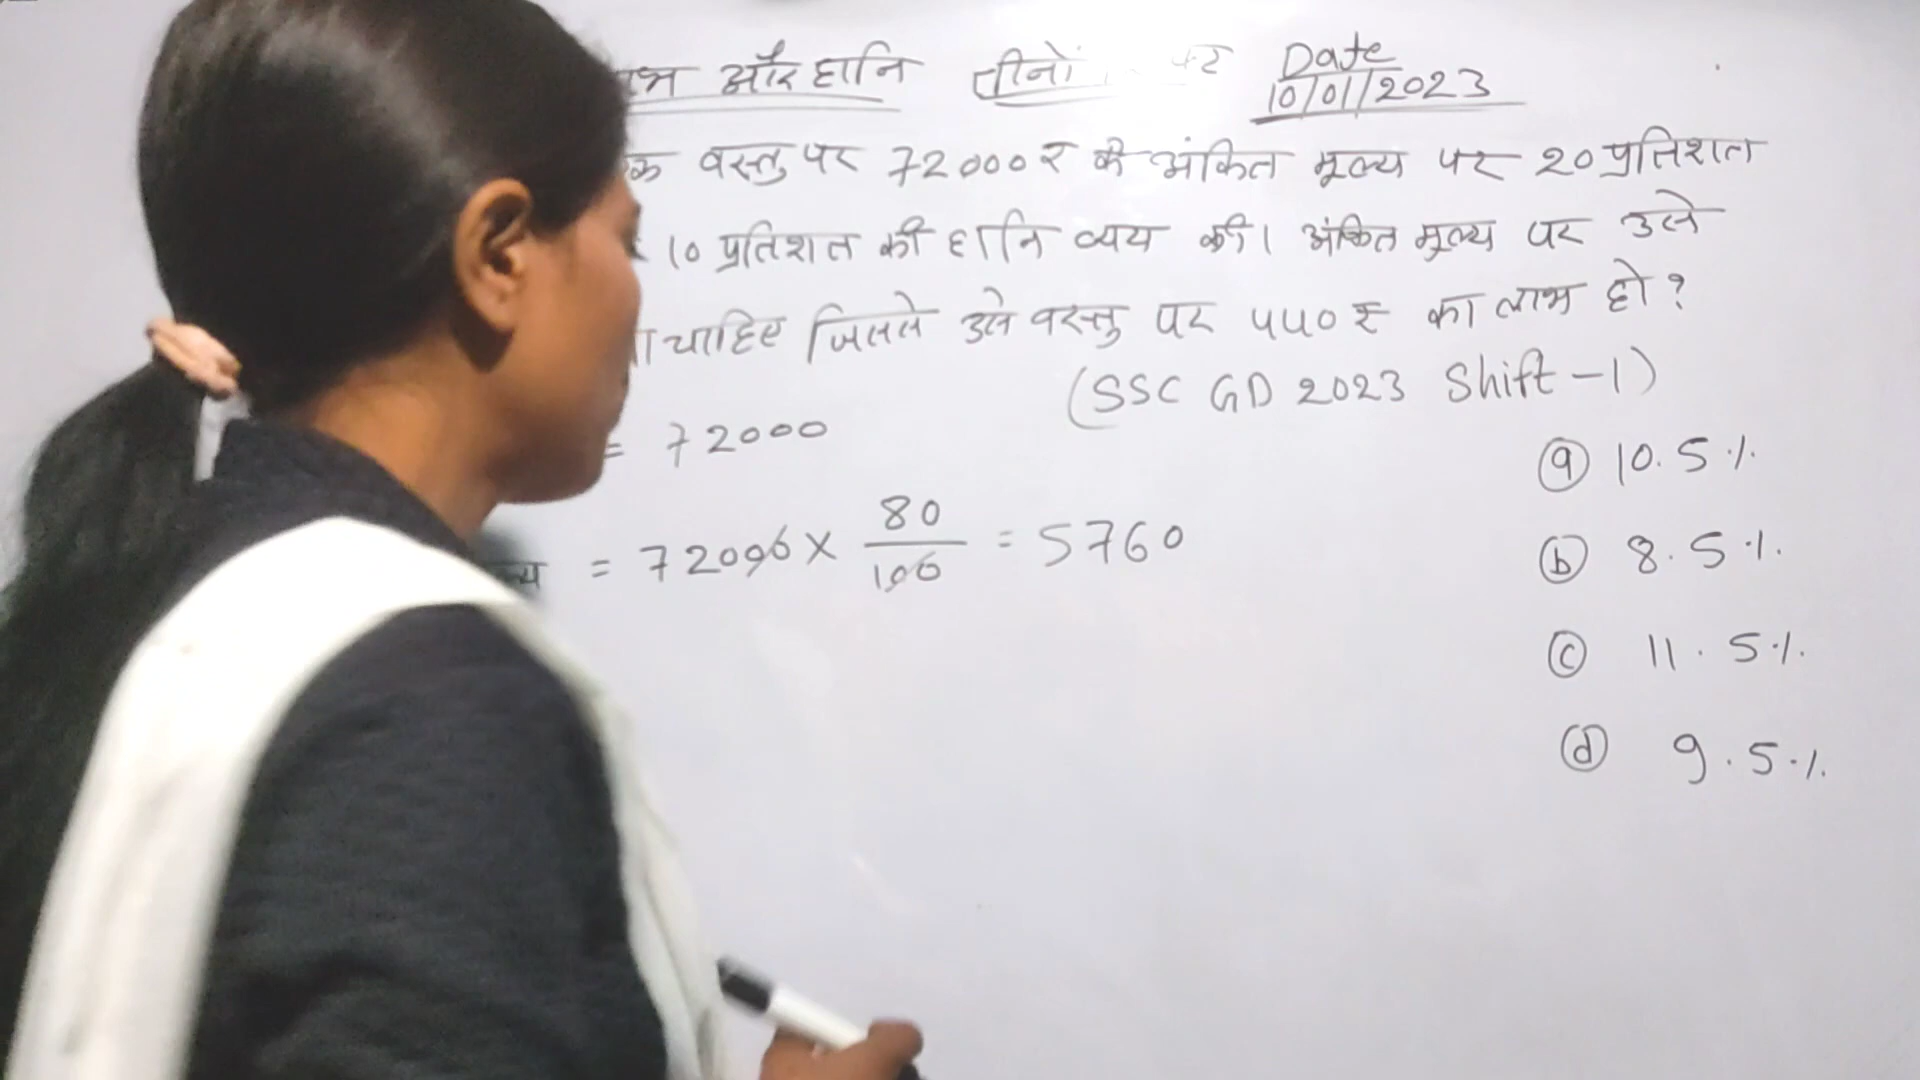 और हानि तीनों पर Date
10/01/2023
वस्तु पर 72000 ₹ के अंकित मूल्य पर 20 प्रतिशत
10 प्रतिशत की हानि व्यय की। अंकित मूल्य पर उसे
चाहिए जिससे उसे वस्तु पर 440 ₹ का लाभ हो ?
(SSC GD 2023 Shift - 1)
= 72000
= 72000 × 80/100 = 5760
(a) 10.5 %
(b) 8.5 %
(c) 11.5 %
(d) 9.5 %